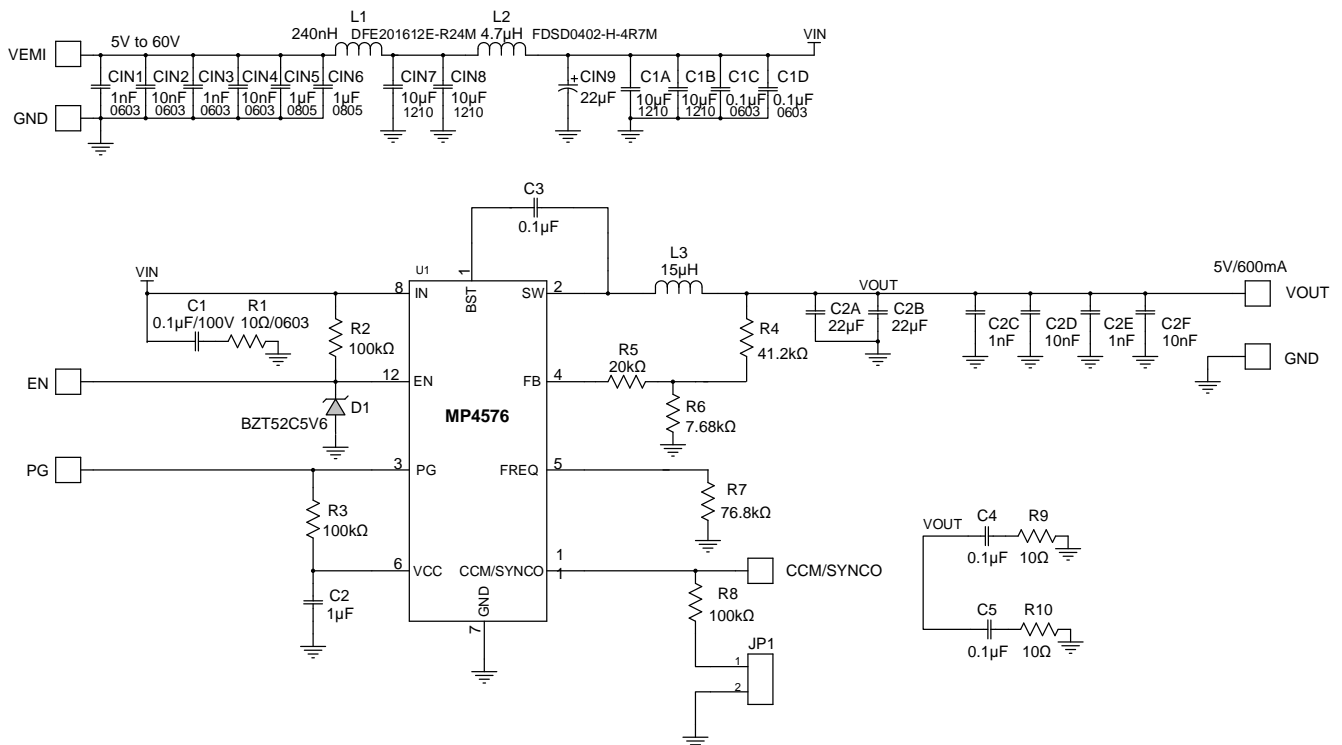 L1
L2
240nH DFE201612E-R24M
4.7µH FDSD0402-H-4R7M
VEMI
5V to 60V
VIN
CIN1
1nF
0603
CIN2
10nF
0603
CIN3
1nF
0603
CIN4
10nF
0603
CIN5
1µF
0805
CIN6
1µF
0805
CIN7
10µF
1210
CIN8
10µF
1210
CIN9
+
22µF
C1A
10µF
1210
C1B
10µF
1210
C1C
0.1µF
0603
C1D
0.1µF
0603
GND
C3
0.1µF
L3
15µH
VIN
U1
1
BST
8
IN
SW
2
VOUT
5V/600mA
VOUT
C1
0.1µF/100V
R1
10Ω/0603
R2
100kΩ
C2A
22µF
C2B
22µF
C2C
1nF
C2D
10nF
C2E
1nF
C2F
10nF
R4
41.2kΩ
GND
EN
12
EN
FB
4
R5
20kΩ
D1
BZT52C5V6
MP4576
R6
7.68kΩ
PG
3
PG
FREQ
5
R7
76.8kΩ
R3
100kΩ
6
VCC
CCM/SYNCO
1
1
CCM/SYNCO
C2
1µF
GND
7
R8
100kΩ
JP1
1
2
VOUT
C4
0.1µF
R9
10Ω
C5
0.1µF
R10
10Ω